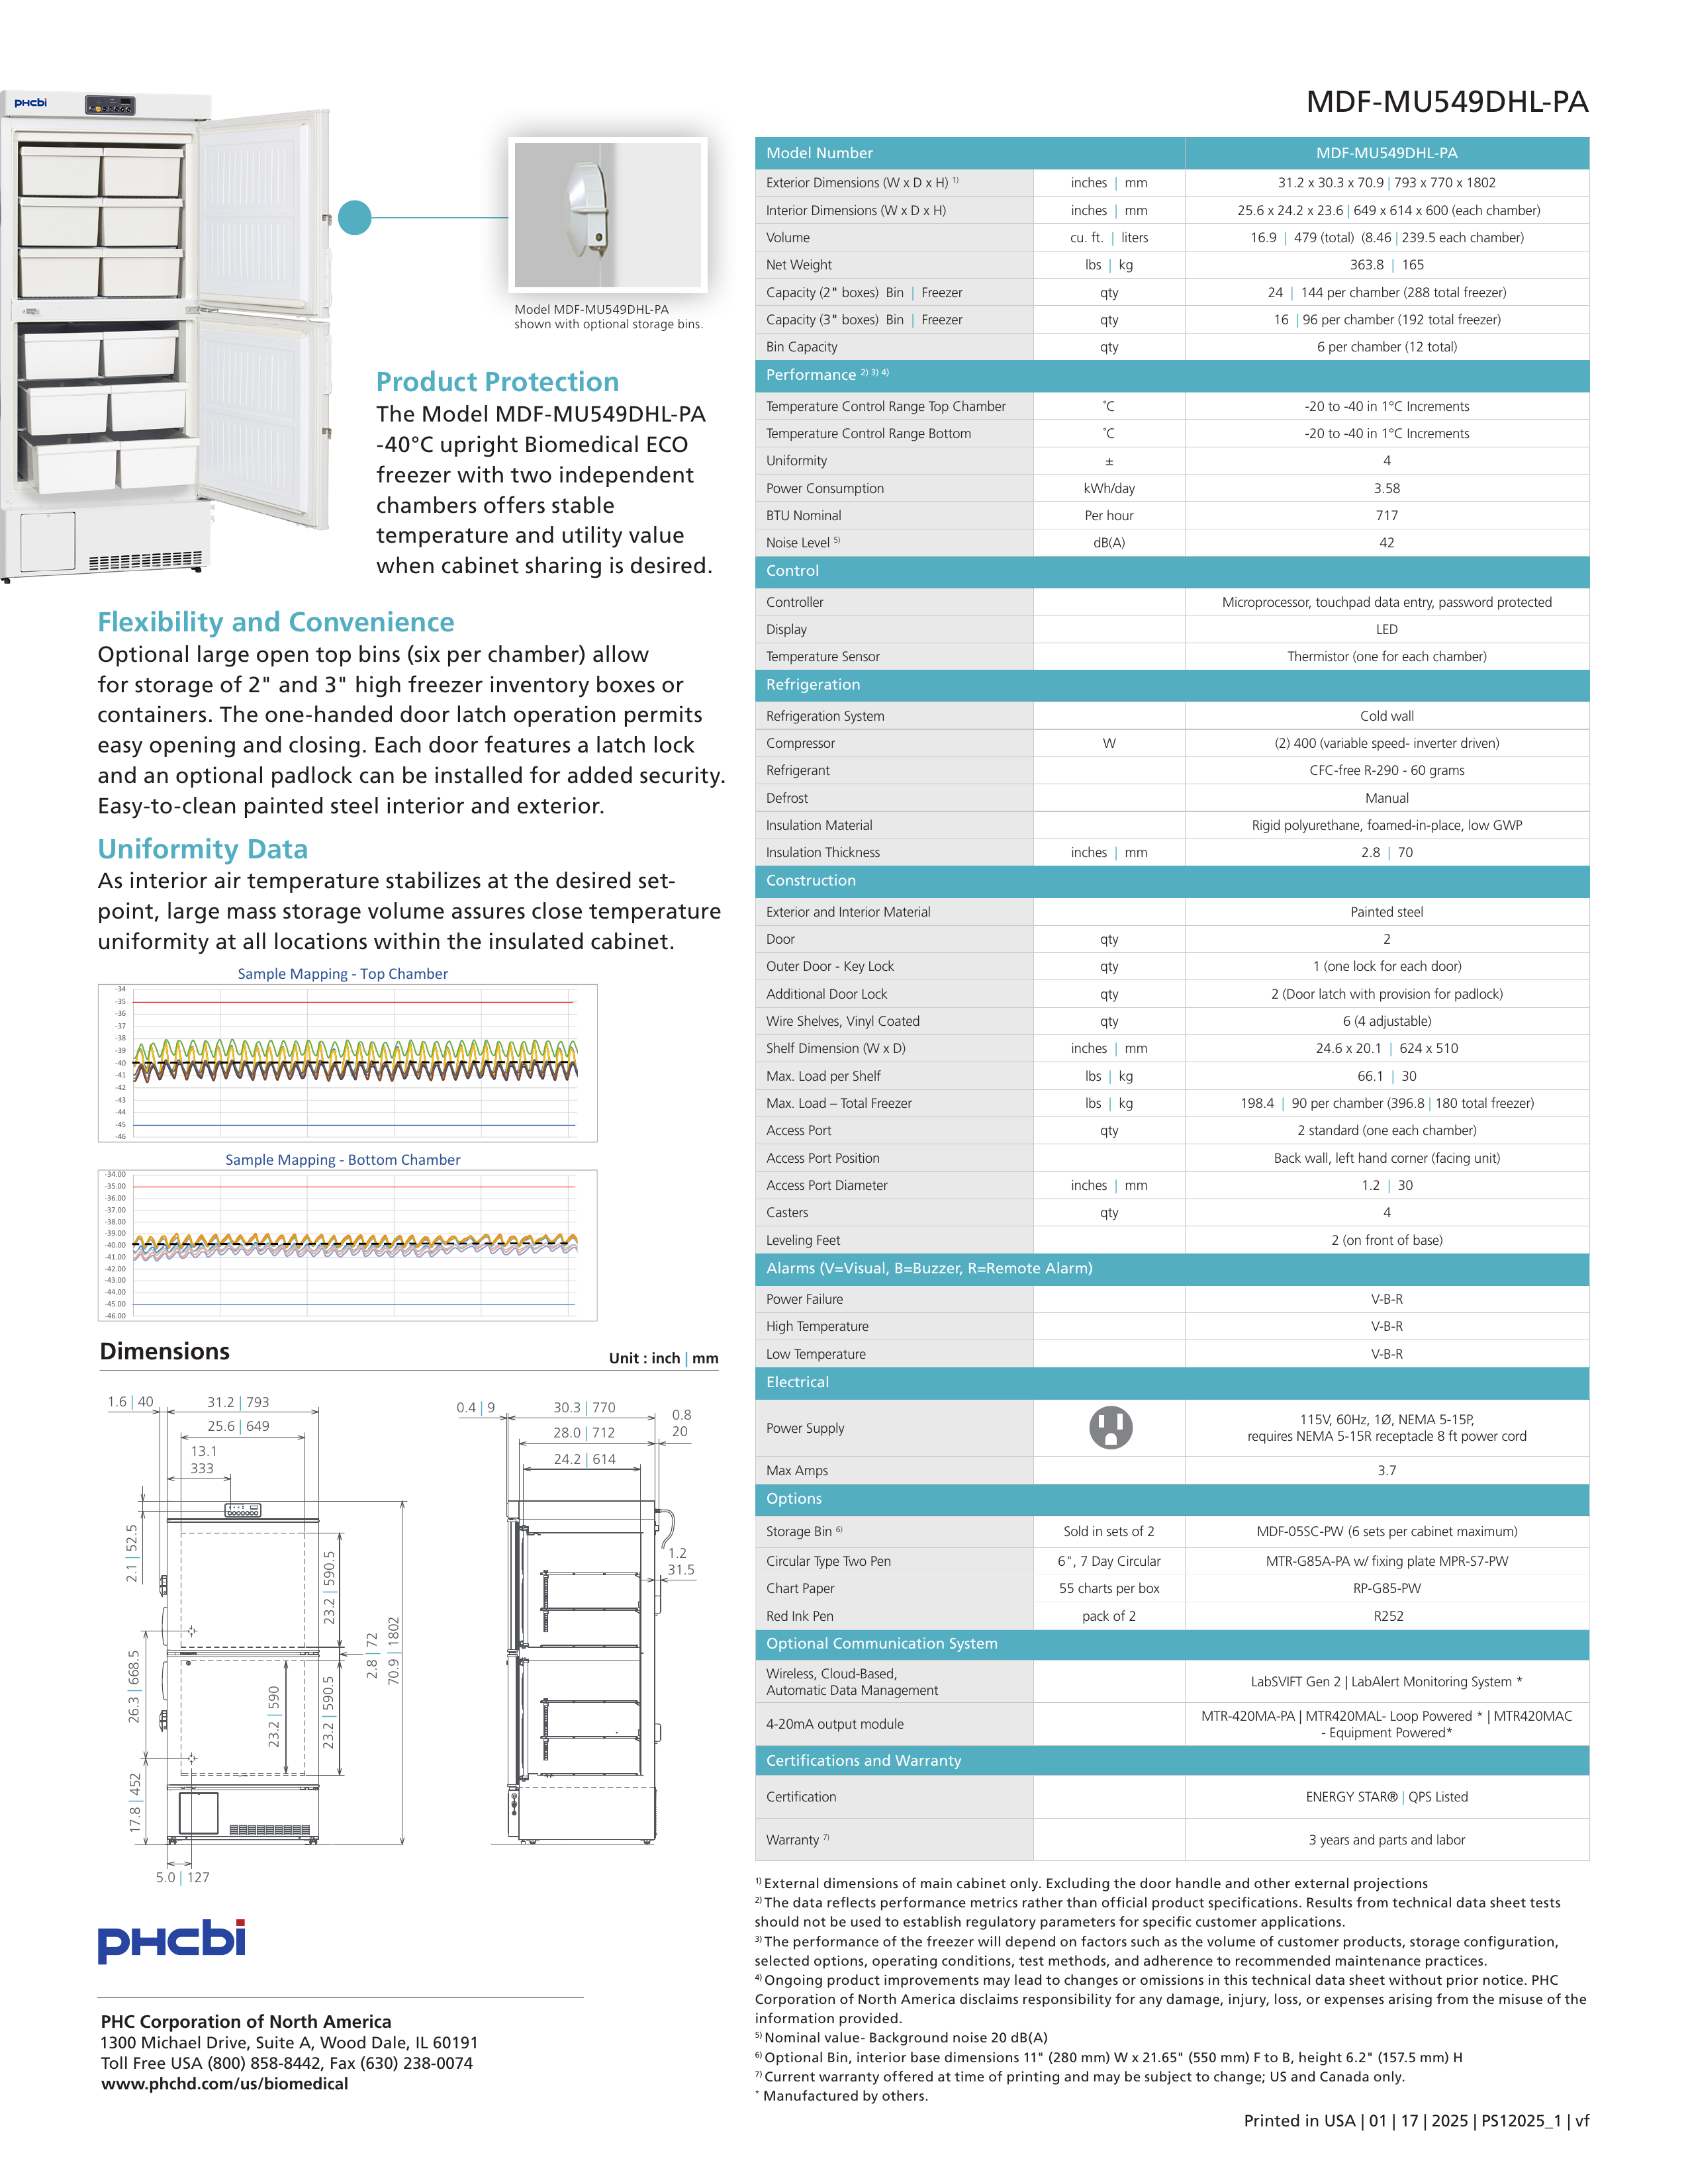 PHCbi
MDF-MU549DHL-PA
Model MDF-MU549DHL-PA
shown with optional storage bins.
Product Protection
The Model MDF-MU549DHL-PA
-40°C upright Biomedical ECO
freezer with two independent
chambers offers stable
temperature and utility value
when cabinet sharing is desired.
Flexibility and Convenience
Optional large open top bins (six per chamber) allow
for storage of 2" and 3" high freezer inventory boxes or
containers. The one-handed door latch operation permits
easy opening and closing. Each door features a latch lock
and an optional padlock can be installed for added security.
Easy-to-clean painted steel interior and exterior.
Uniformity Data
As interior air temperature stabilizes at the desired set-
point, large mass storage volume assures close temperature
uniformity at all locations within the insulated cabinet.
Sample Mapping - Top Chamber
-34
-35
-36
-37
-38
-39
-40
-41
-42
-43
-44
-45
-46
Sample Mapping - Bottom Chamber
-34.00
-35.00
-36.00
-37.00
-38.00
-39.00
-40.00
-41.00
-42.00
-43.00
-44.00
-45.00
-46.00
Dimensions
Unit : inch | mm
1.6 | 40
31.2 | 793
25.6 | 649
13.1
333
2.1 | 52.5
23.2 | 590.5
26.3 | 668.5
2.8 | 72
70.9 | 1802
23.2 | 590
23.2 | 590.5
17.8 | 452
5.0 | 127
0.4 | 9
30.3 | 770
0.8
20
28.0 | 712
24.2 | 614
1.2
31.5
PHCbi
PHC Corporation of North America
1300 Michael Drive, Suite A, Wood Dale, IL 60191
Toll Free USA (800) 858-8442, Fax (630) 238-0074
www.phchd.com/us/biomedical
Model Number MDF-MU549DHL-PA
Exterior Dimensions (W x D x H) 1) inches | mm 31.2 x 30.3 x 70.9 | 793 x 770 x 1802
Interior Dimensions (W x D x H) inches | mm 25.6 x 24.2 x 23.6 | 649 x 614 x 600 (each chamber)
Volume cu. ft. | liters 16.9 | 479 (total) (8.46 | 239.5 each chamber)
Net Weight lbs | kg 363.8 | 165
Capacity (2" boxes) Bin | Freezer qty 24 | 144 per chamber (288 total freezer)
Capacity (3" boxes) Bin | Freezer qty 16 | 96 per chamber (192 total freezer)
Bin Capacity qty 6 per chamber (12 total)
Performance 2) 3) 4)
Temperature Control Range Top Chamber ˚C -20 to -40 in 1°C Increments
Temperature Control Range Bottom ˚C -20 to -40 in 1°C Increments
Uniformity ± 4
Power Consumption kWh/day 3.58
BTU Nominal Per hour 717
Noise Level 5) dB(A) 42
Control
Controller Microprocessor, touchpad data entry, password protected
Display LED
Temperature Sensor Thermistor (one for each chamber)
Refrigeration
Refrigeration System Cold wall
Compressor W (2) 400 (variable speed- inverter driven)
Refrigerant CFC-free R-290 - 60 grams
Defrost Manual
Insulation Material Rigid polyurethane, foamed-in-place, low GWP
Insulation Thickness inches | mm 2.8 | 70
Construction
Exterior and Interior Material Painted steel
Door qty 2
Outer Door - Key Lock qty 1 (one lock for each door)
Additional Door Lock qty 2 (Door latch with provision for padlock)
Wire Shelves, Vinyl Coated qty 6 (4 adjustable)
Shelf Dimension (W x D) inches | mm 24.6 x 20.1 | 624 x 510
Max. Load per Shelf lbs | kg 66.1 | 30
Max. Load – Total Freezer lbs | kg 198.4 | 90 per chamber (396.8 | 180 total freezer)
Access Port qty 2 standard (one each chamber)
Access Port Position Back wall, left hand corner (facing unit)
Access Port Diameter inches | mm 1.2 | 30
Casters qty 4
Leveling Feet 2 (on front of base)
Alarms (V=Visual, B=Buzzer, R=Remote Alarm)
Power Failure V-B-R
High Temperature V-B-R
Low Temperature V-B-R
Electrical
Power Supply 115V, 60Hz, 1Ø, NEMA 5-15P,
requires NEMA 5-15R receptacle 8 ft power cord
Max Amps 3.7
Options
Storage Bin 6) Sold in sets of 2 MDF-05SC-PW (6 sets per cabinet maximum)
Circular Type Two Pen 6", 7 Day Circular MTR-G85A-PA w/ fixing plate MPR-S7-PW
Chart Paper 55 charts per box RP-G85-PW
Red Ink Pen pack of 2 R252
Optional Communication System
Wireless, Cloud-Based,
Automatic Data Management LabSVIFT Gen 2 | LabAlert Monitoring System *
4-20mA output module MTR-420MA-PA | MTR420MAL- Loop Powered * | MTR420MAC
- Equipment Powered*
Certifications and Warranty
Certification ENERGY STAR® | QPS Listed
Warranty 7) 3 years and parts and labor
1) External dimensions of main cabinet only. Excluding the door handle and other external projections
2) The data reflects performance metrics rather than official product specifications. Results from technical data sheet tests
should not be used to establish regulatory parameters for specific customer applications.
3) The performance of the freezer will depend on factors such as the volume of customer products, storage configuration,
selected options, operating conditions, test methods, and adherence to recommended maintenance practices.
4) Ongoing product improvements may lead to changes or omissions in this technical data sheet without prior notice. PHC
Corporation of North America disclaims responsibility for any damage, injury, loss, or expenses arising from the misuse of the
information provided.
5) Nominal value- Background noise 20 dB(A)
6) Optional Bin, interior base dimensions 11" (280 mm) W x 21.65" (550 mm) F to B, height 6.2" (157.5 mm) H
7) Current warranty offered at time of printing and may be subject to change; US and Canada only.
* Manufactured by others.
Printed in USA | 01 | 17 | 2025 | PS12025_1 | vf